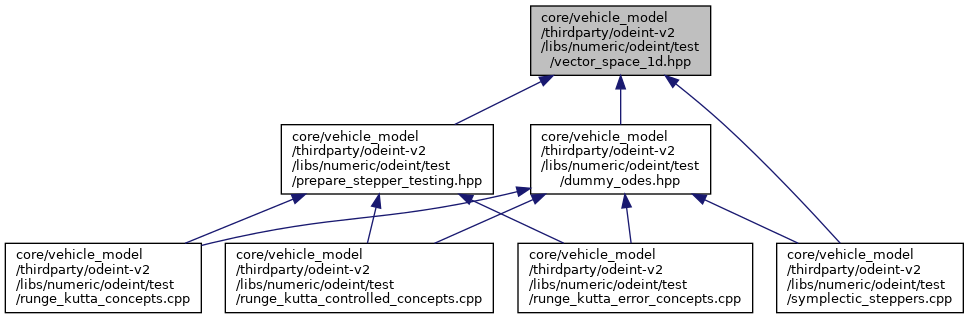 core/vehicle_model
/thirdparty/odeint-v2
/libs/numeric/odeint/test
/vector_space_1d.hpp
core/vehicle_model
/thirdparty/odeint-v2
/libs/numeric/odeint/test
/prepare_stepper_testing.hpp
core/vehicle_model
/thirdparty/odeint-v2
/libs/numeric/odeint/test
/dummy_odes.hpp
core/vehicle_model
/thirdparty/odeint-v2
/libs/numeric/odeint/test
/runge_kutta_concepts.cpp
core/vehicle_model
/thirdparty/odeint-v2
/libs/numeric/odeint/test
/runge_kutta_controlled_concepts.cpp
core/vehicle_model
/thirdparty/odeint-v2
/libs/numeric/odeint/test
/runge_kutta_error_concepts.cpp
core/vehicle_model
/thirdparty/odeint-v2
/libs/numeric/odeint/test
/symplectic_steppers.cpp